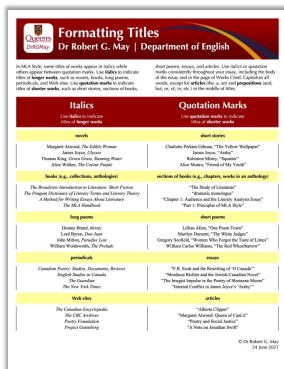 Queen's
DrRGMay
Formatting Titles
Dr Robert G. May | Department of English
In MLA Style, some titles of works appear in italics while
others appear between quotation marks. Use italics to indicate
titles of longer works, such as novels, books, long poems,
periodicals, and Web sites. Use quotation marks to indicate
titles of shorter works, such as short stories, sections of books,
short poems, essays, and articles. Use italics or quotation
marks consistently throughout your essay, including the body
of the essay and in the page of Works Cited. Capitalize all
words, except for articles (the, a, an) and prepositions (and,
but, or, of, in, etc.) in the middle of titles.
Italics
Use italics to indicate
titles of longer works
Quotation Marks
Use quotation marks to indicate
titles of shorter works
novels
Margaret Atwood, The Edible Woman
James Joyce, Ulysses
Thomas King, Green Grass, Running Water
Alice Walker, The Colour Purple
short stories
Charlotte Perkins Gilman, "The Yellow Wallpaper"
James Joyce, "Araby"
Rohinton Mistry, "Squatter"
Alice Munro, "Friend of My Youth"
books (e.g., collections, anthologies)
The Broadview Introduction to Literature: Short Fiction
The Penguin Dictionary of Literary Terms and Literary Theory
A Method for Writing Essays About Literature
The MLA Handbook
sections of books (e.g., chapters, works in an anthology)
"The Study of Literature"
"dramatic monologue"
"Chapter 1: Audience and the Literary Analysis Essay"
"Part 1: Principles of MLA Style"
long poems
Dionne Brand, thirsty
Lord Byron, Don Juan
John Milton, Paradise Lost
William Wordsworth, The Prelude
short poems
Lillian Allen, "One Poem Town"
Marilyn Dumont, "The White Judges"
Gregory Scofield, "Women Who Forgot the Taste of Limes"
William Carlos Williams, "The Red Wheelbarrow"
periodicals
Canadian Poetry: Studies, Documents, Reviews
English Studies in Canada
The Guardian
The New York Times
essays
"F.R. Scott and the Rewriting of 'O Canada'"
"Mordecai Richler and the Jewish-Canadian Novel"
"The Imagist Impulse in the Poetry of Marianne Moore"
"Internal Conflict in James Joyce's 'Araby'"
Web sites
The Canadian Encyclopedia
The CBC Archives
Poetry Foundation
Project Gutenberg
articles
"Alberta Clipper"
"Margaret Atwood: Queen of CanLit"
"Poetry and Social Justice"
"A Note on Jonathan Swift"
© Dr Robert G. May
24 June 2021